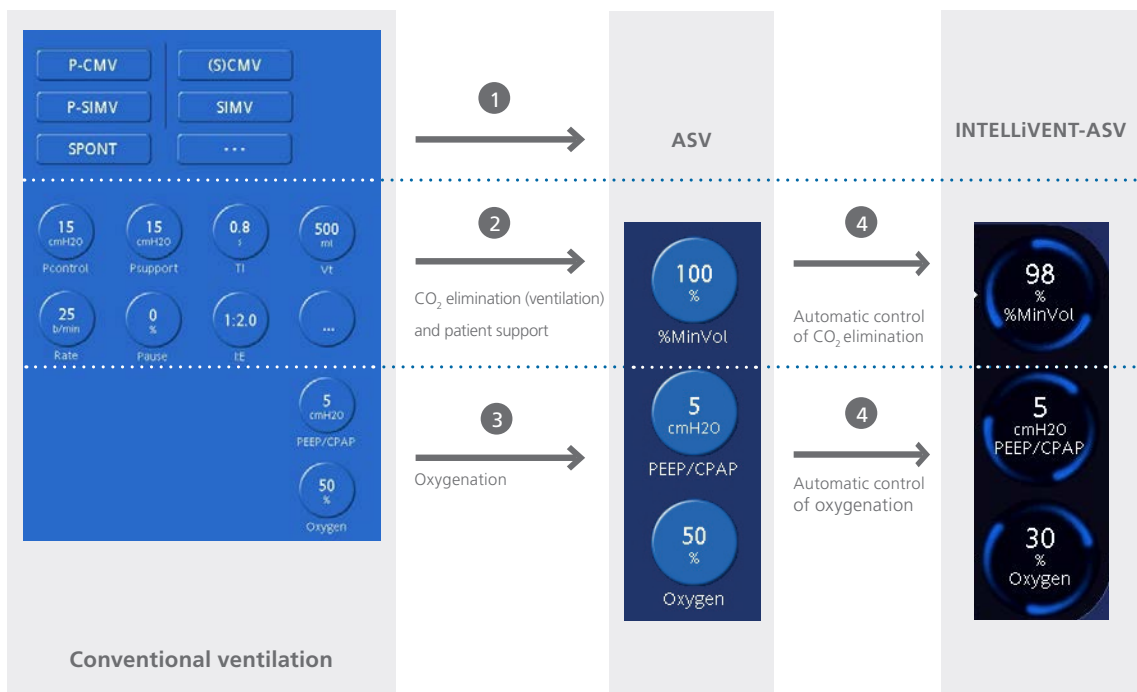 P-CMV
(S)CMV
P-SIMV
SIMV
SPONT
...
1
ASV
INTELLiVENT-ASV
15
cmH2O
Pcontrol
15
cmH2O
Psupport
0.8
s
TI
500
ml
Vt
25
b/min
Rate
0
%
Pause
1:2.0
I:E
...
2
CO₂ elimination (ventilation)
and patient support
100
%
%MinVol
4
Automatic control
of CO₂ elimination
98
%
%MinVol
5
cmH2O
PEEP/CPAP
50
%
Oxygen
3
Oxygenation
5
cmH2O
PEEP/CPAP
50
%
Oxygen
4
Automatic control
of oxygenation
5
cmH2O
PEEP/CPAP
30
%
Oxygen
Conventional ventilation